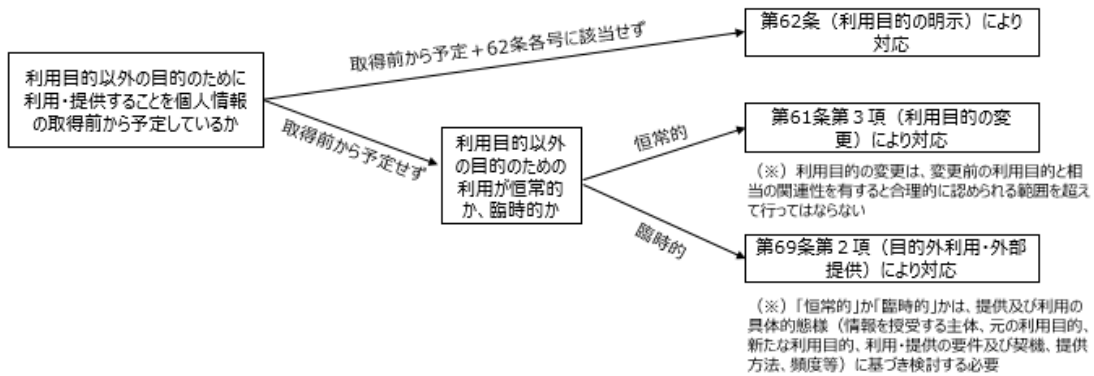 利用目的以外の目的のために
利用・提供することを個人情報
の取得前から予定しているか
取得前から予定＋62条各号に該当せず
第62条（利用目的の明示）により
対応
取得前から予定せず
利用目的以外
の目的のための
利用が恒常的
か、臨時的か
恒常的
第61条第３項（利用目的の変
更）により対応
（※）利用目的の変更は、変更前の利用目的と相
当の関連性を有すると合理的に認められる範囲を超え
て行ってはならない
臨時的
第69条第２項（目的外利用・外部
提供）により対応
（※）「恒常的」か「臨時的」かは、提供及び利用の
具体的態様（情報を授受する主体、元の利用目的、
新たな利用目的、利用・提供の要件及び契機、提供
方法、頻度等）に基づき検討する必要